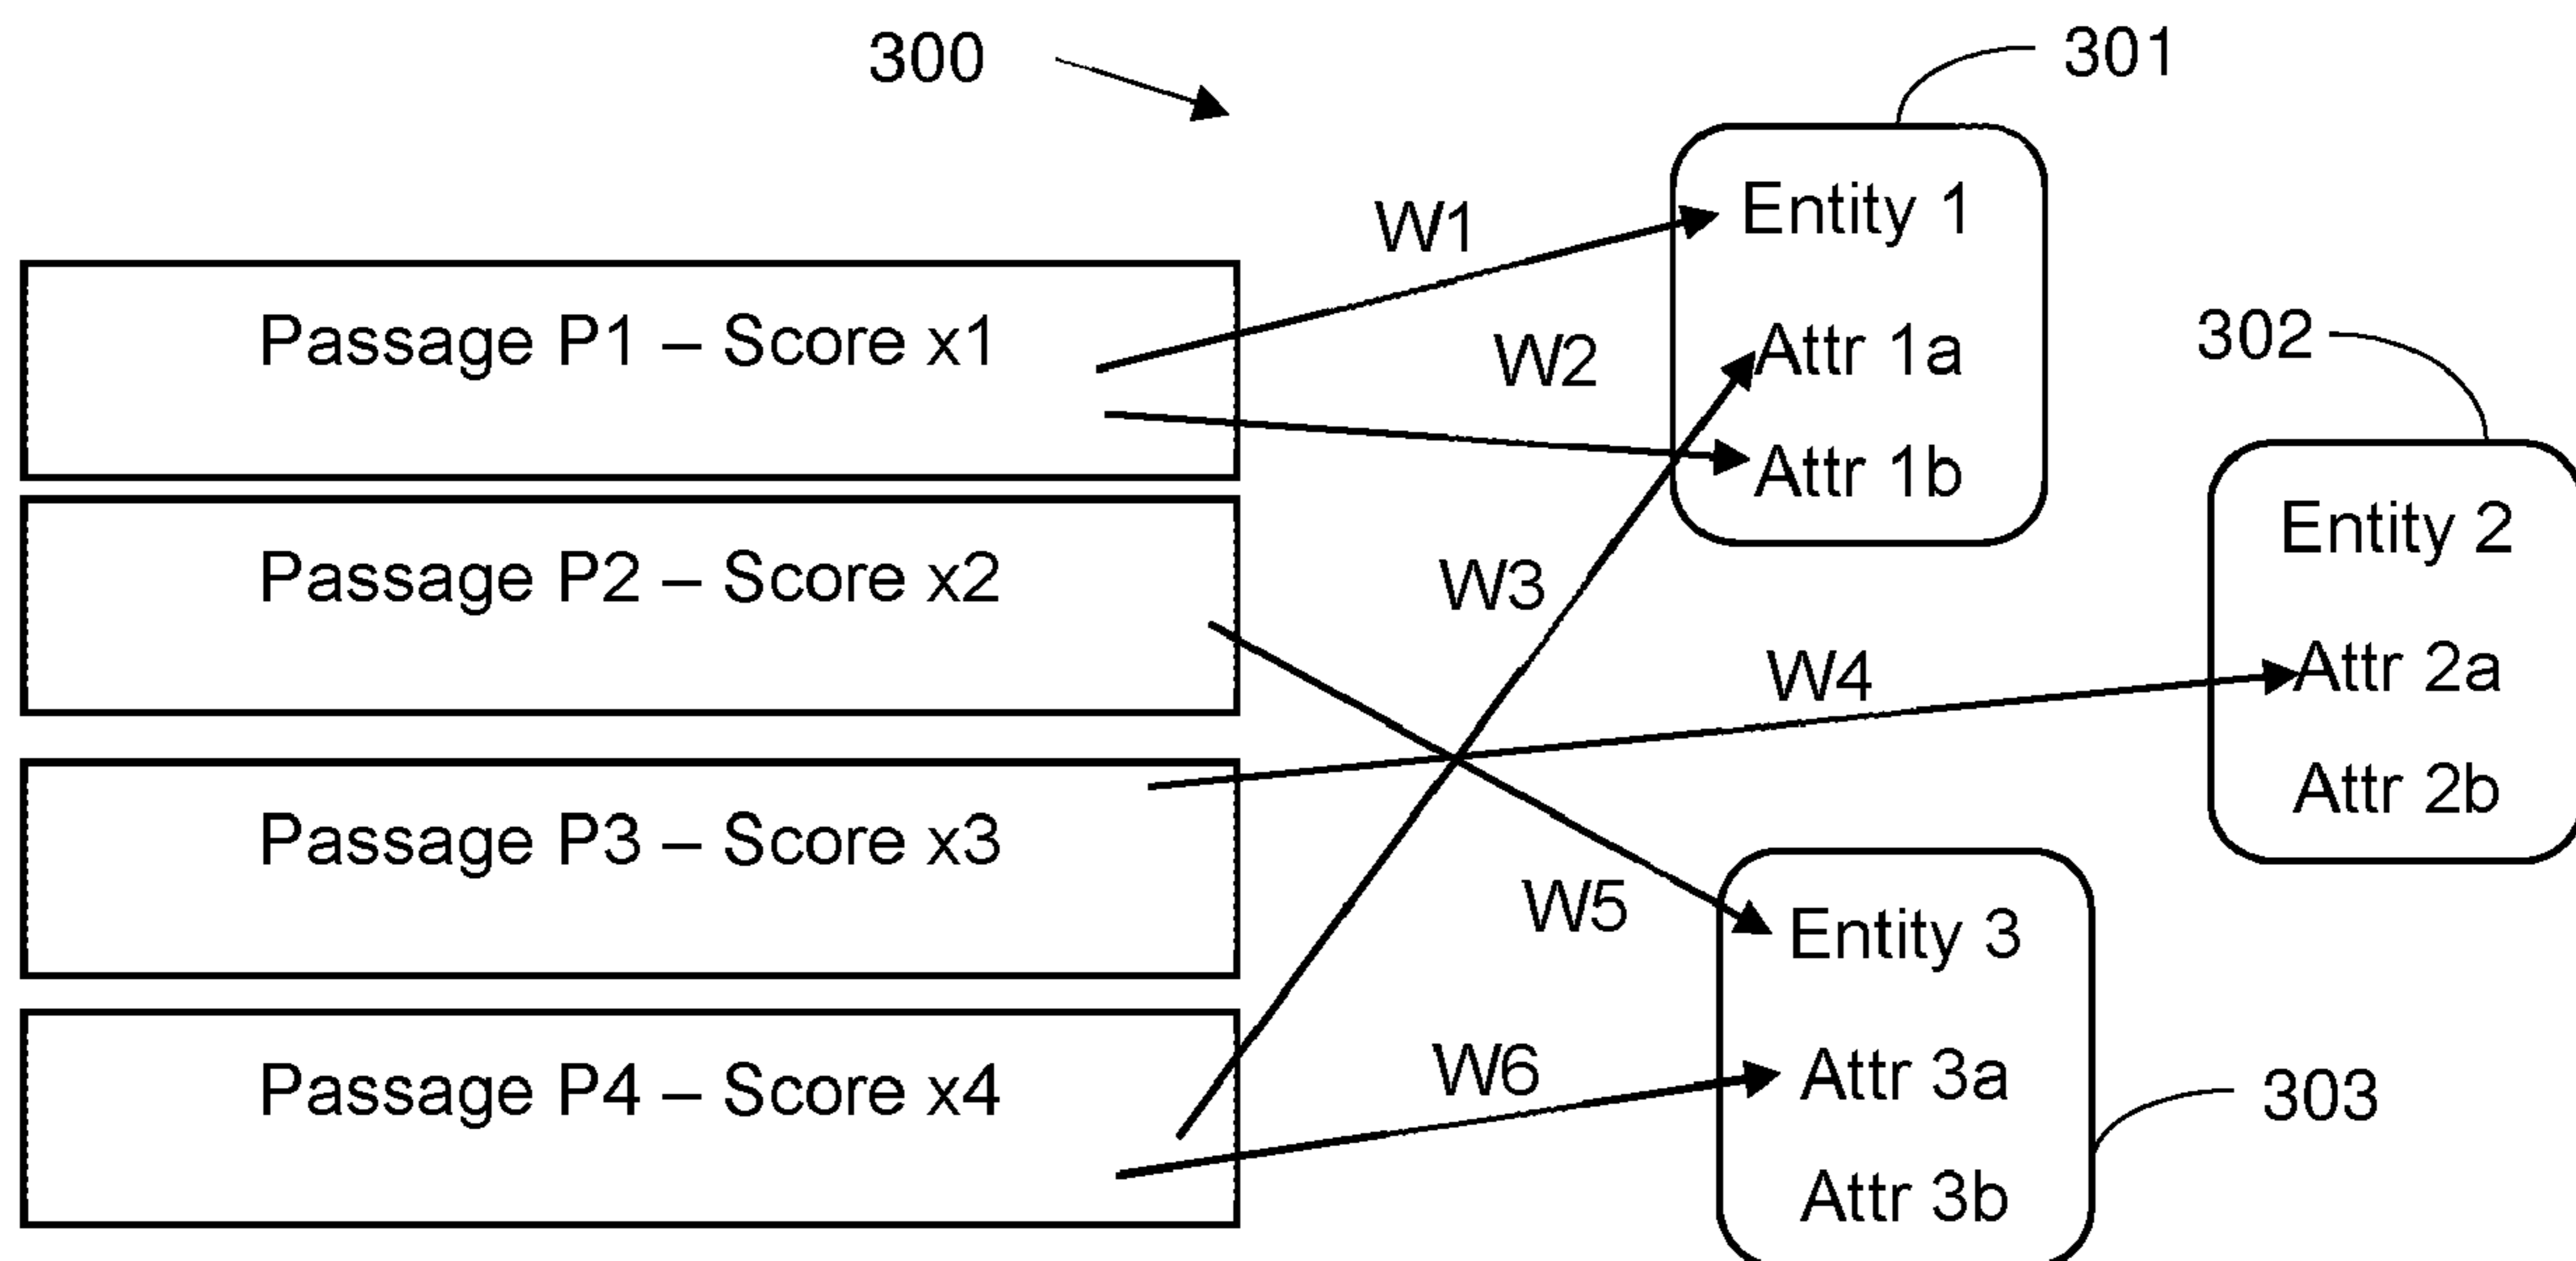 300
301
W1
Entity 1
Passage P1 – Score x1
W2
Attr 1a
302
Attr 1b
Entity 2
Passage P2 – Score x2
W3
W4
Attr 2a
Attr 2b
Passage P3 – Score x3
W5
Entity 3
Passage P4 – Score x4
W6
Attr 3a
303
Attr 3b